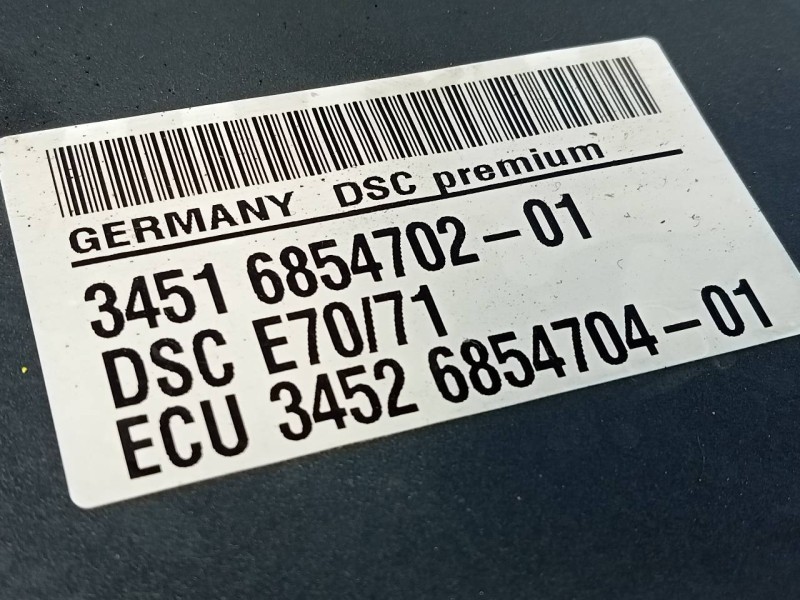 GERMANY DSC premium
3451 6854702-01
DSC E70/71
ECU 3452 6854704-01